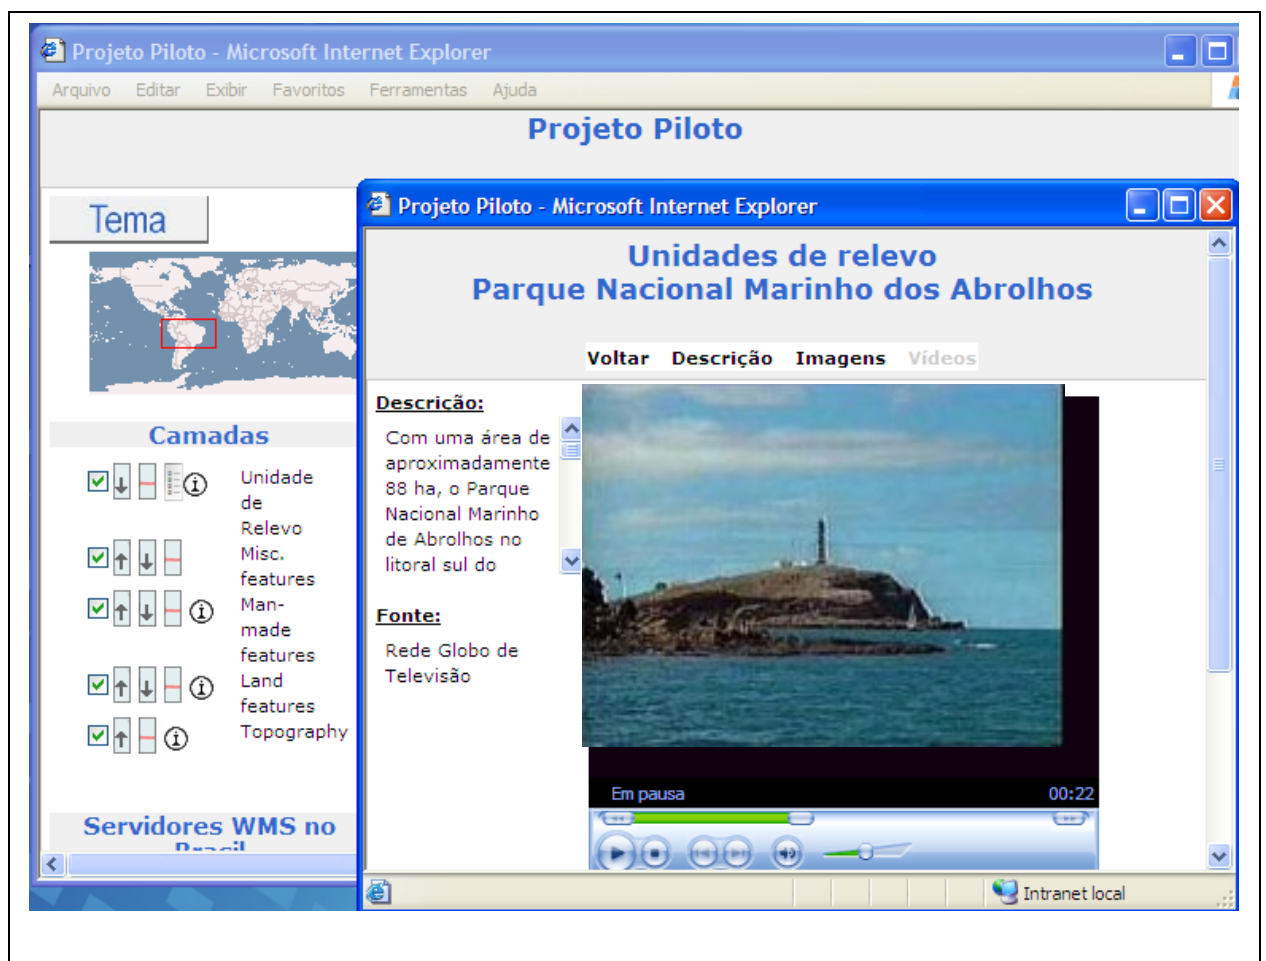 Projeto Piloto - Microsoft Internet Explorer
Arquivo Editar Exibir Favoritos Ferramentas Ajuda
Projeto Piloto
Tema
Camadas
Unidade
de
Relevo
Misc.
features
Man-
made
features
Land
features
Topography
Servidores WMS no
Brasil
Projeto Piloto - Microsoft Internet Explorer
Unidades de relevo
Parque Nacional Marinho dos Abrolhos
Voltar Descrição Imagens Vídeos
Descrição:
Com uma área de
aproximadamente
88 ha, o Parque
Nacional Marinho
de Abrolhos no
litoral sul do
Fonte:
Rede Globo de
Televisão
Em pausa 00:22
Intranet local